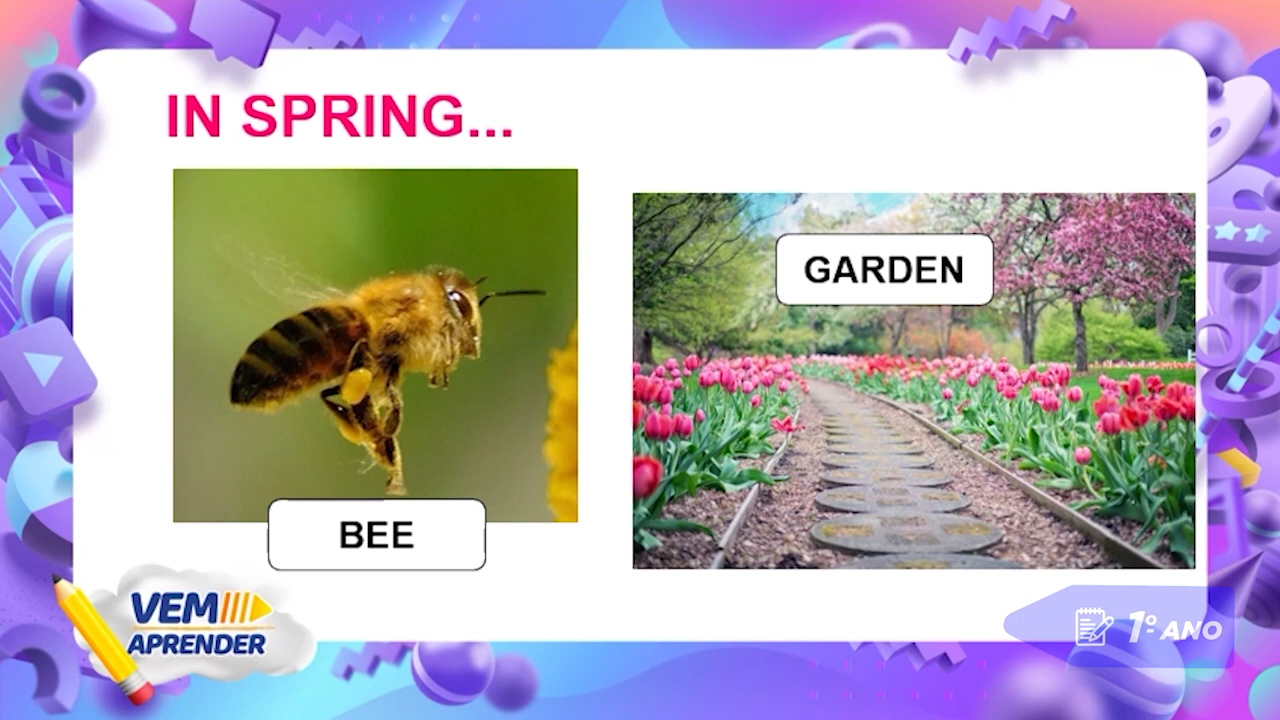 IN SPRING...
GARDEN
BEE
VEM
APRENDER
1º ANO